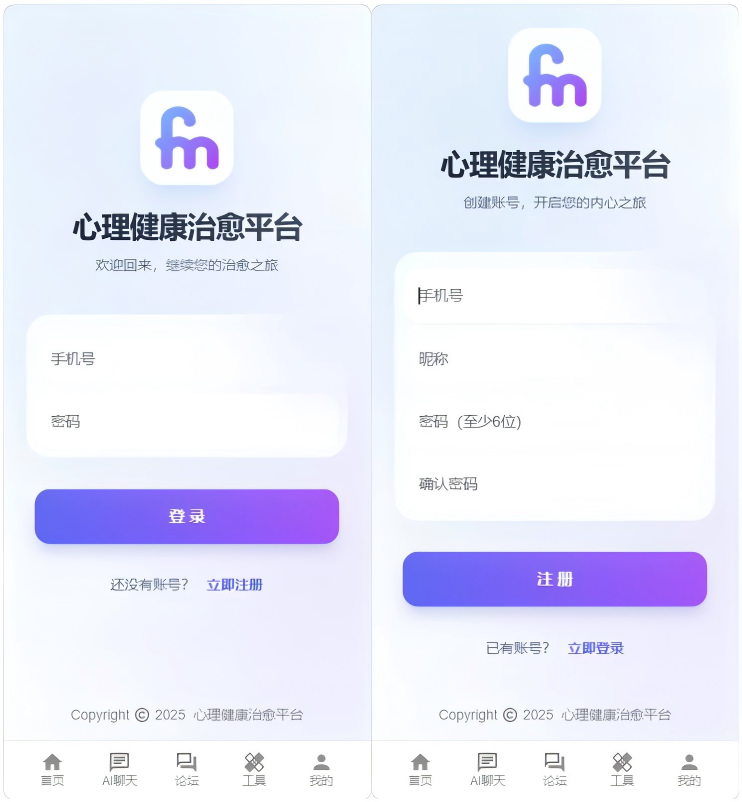 fm
心理健康治愈平台
欢迎回来，继续您的治愈之旅
手机号
密码
登录
还没有账号？ 立即注册
Copyright © 2025 心理健康治愈平台
首页 AI聊天 论坛 工具 我的
fm
心理健康治愈平台
创建账号，开启您的内心之旅
手机号
昵称
密码（至少6位）
确认密码
注册
已有账号？ 立即登录
Copyright © 2025 心理健康治愈平台
首页 AI聊天 论坛 工具 我的